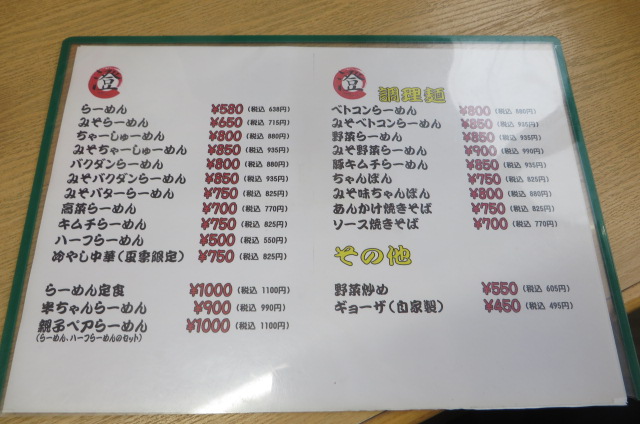 登
らーめん ¥580 (税込 638円)
みそらーめん ¥650 (税込 715円)
ちゃーしゅーめん ¥800 (税込 880円)
みそちゃーしゅーめん ¥850 (税込 935円)
バクダンらーめん ¥800 (税込 880円)
みそバクダンらーめん ¥850 (税込 935円)
みそバターらーめん ¥750 (税込 825円)
高菜らーめん ¥700 (税込 770円)
キムチらーめん ¥750 (税込 825円)
ハーフらーめん ¥500 (税込 550円)
冷やし中華(夏季限定) ¥750 (税込 825円)
らーめん定食 ¥1000 (税込 1100円)
半ちゃんらーめん ¥900 (税込 990円)
親子ペアらーめん ¥1000 (税込 1100円)
(らーめん、ハーフらーめんのセット)
登
調理麺
ベトコンらーめん ¥800 (税込 880円)
みそベトコンらーめん ¥850 (税込 935円)
野菜らーめん ¥850 (税込 935円)
みそ野菜らーめん ¥900 (税込 990円)
豚キムチらーめん ¥850 (税込 935円)
ちゃんぽん ¥750 (税込 825円)
みそ味ちゃんぽん ¥800 (税込 880円)
あんかけ焼きそば ¥750 (税込 825円)
ソース焼きそば ¥700 (税込 770円)
その他
野菜炒め ¥550 (税込 605円)
ギョーザ(自家製) ¥450 (税込 495円)